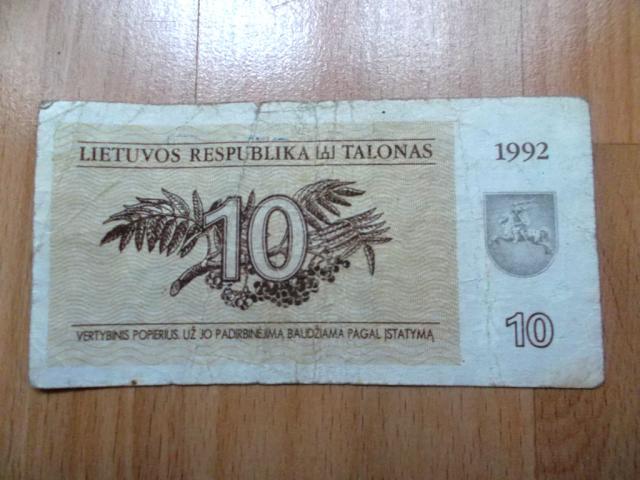 LIETUVOS RESPUBLIKA TALONAS
1992
10
VERTYBINIS POPIERIUS. UŽ JO PADIRBINĖJIMĄ BAUDŽIAMA PAGAL ĮSTATYMĄ
10